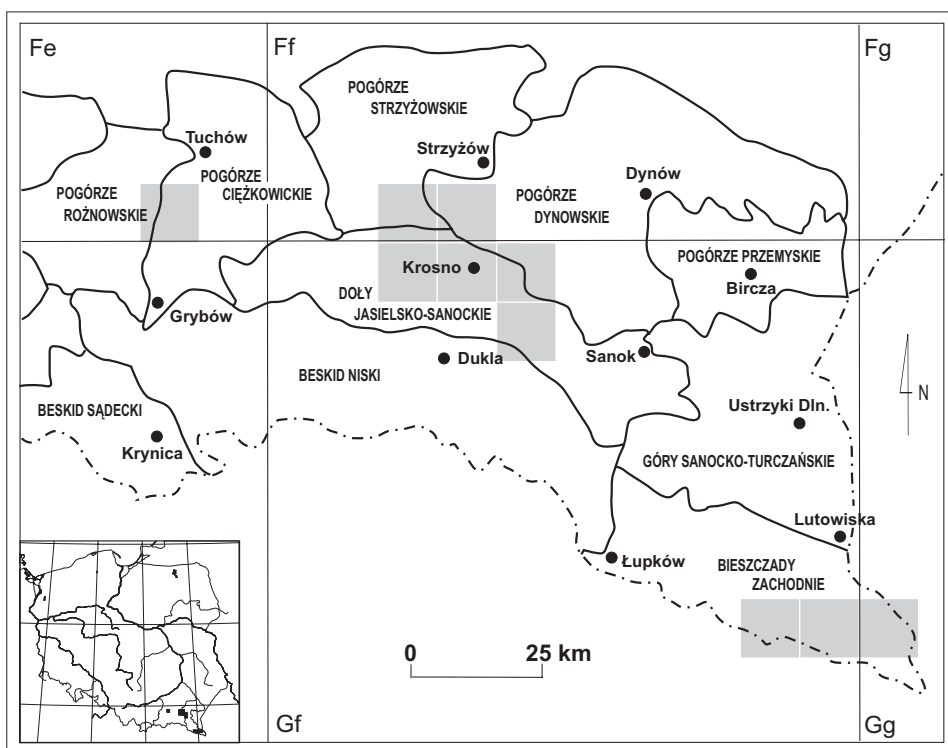 Fe
Ff
Fg
POGÓRZE
STRZYŻOWSKIE
Tuchów
Strzyżów
POGÓRZE
CIĘŻKOWICKIE
POGÓRZE
ROŻNOWSKIE
Dynów
POGÓRZE
DYNOWSKIE
POGÓRZE PRZEMYSKIE
Bircza
Krosno
DOŁY
JASIELSKO-SANOCKIE
Grybów
Dukla
Sanok
BESKID NISKI
BESKID SĄDECKI
Krynica
N
Ustrzyki Dln.
GÓRY SANOCKO-TURCZAŃSKIE
Lutowiska
Łupków
BIESZCZADY
ZACHODNIE
0 25 km
Gf
Gg